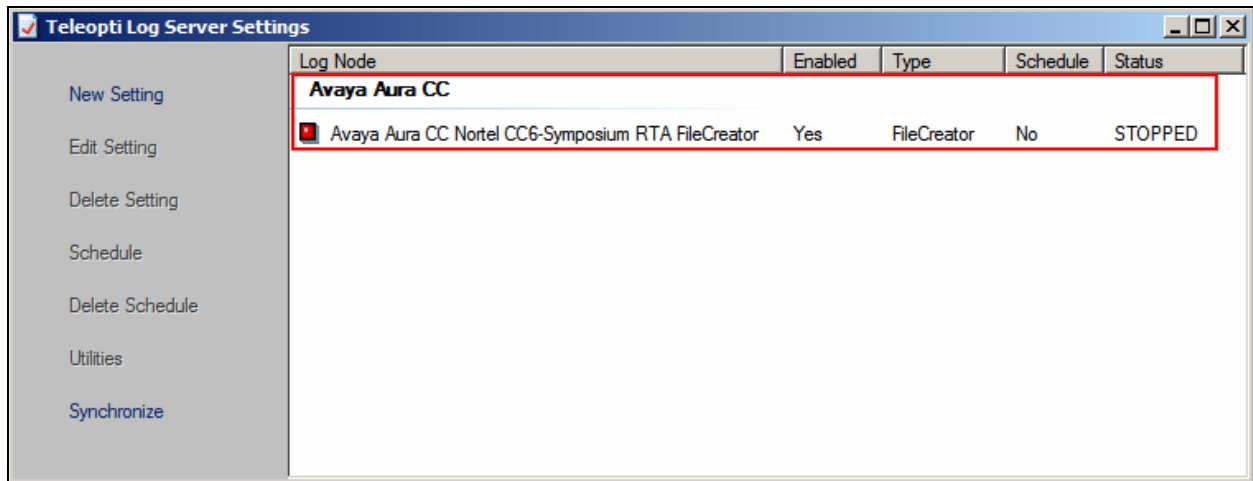 Teleopti Log Server Settings
Log Node Enabled Type Schedule Status
New Setting
Edit Setting
Delete Setting
Schedule
Delete Schedule
Utilities
Synchronize
Avaya Aura CC
Avaya Aura CC Nortel CC6-Symposium RTA FileCreator Yes FileCreator No STOPPED